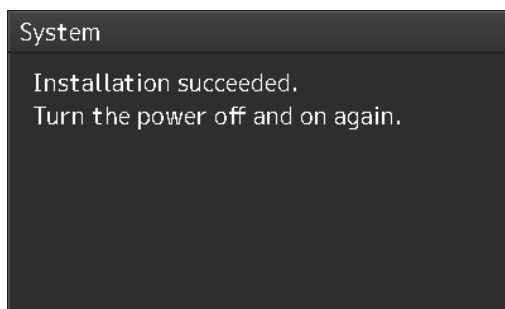 System
Installation succeeded.
Turn the power off and on again.